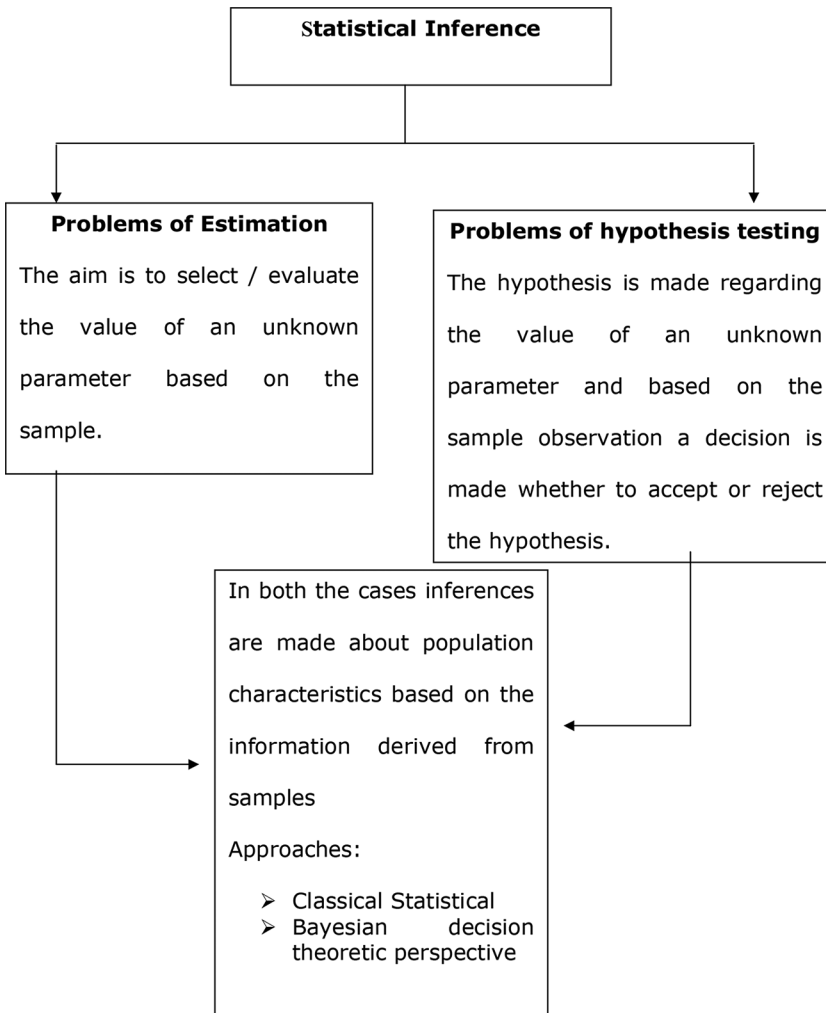 Statistical Inference
Problems of Estimation
The aim is to select / evaluate
the value of an unknown
parameter based on the
sample.
Problems of hypothesis testing
The hypothesis is made regarding
the value of an unknown
parameter and based on the
sample observation a decision is
made whether to accept or reject
the hypothesis.
In both the cases inferences
are made about population
characteristics based on the
information derived from
samples
Approaches:
➢ Classical Statistical
➢ Bayesian decision
theoretic perspective